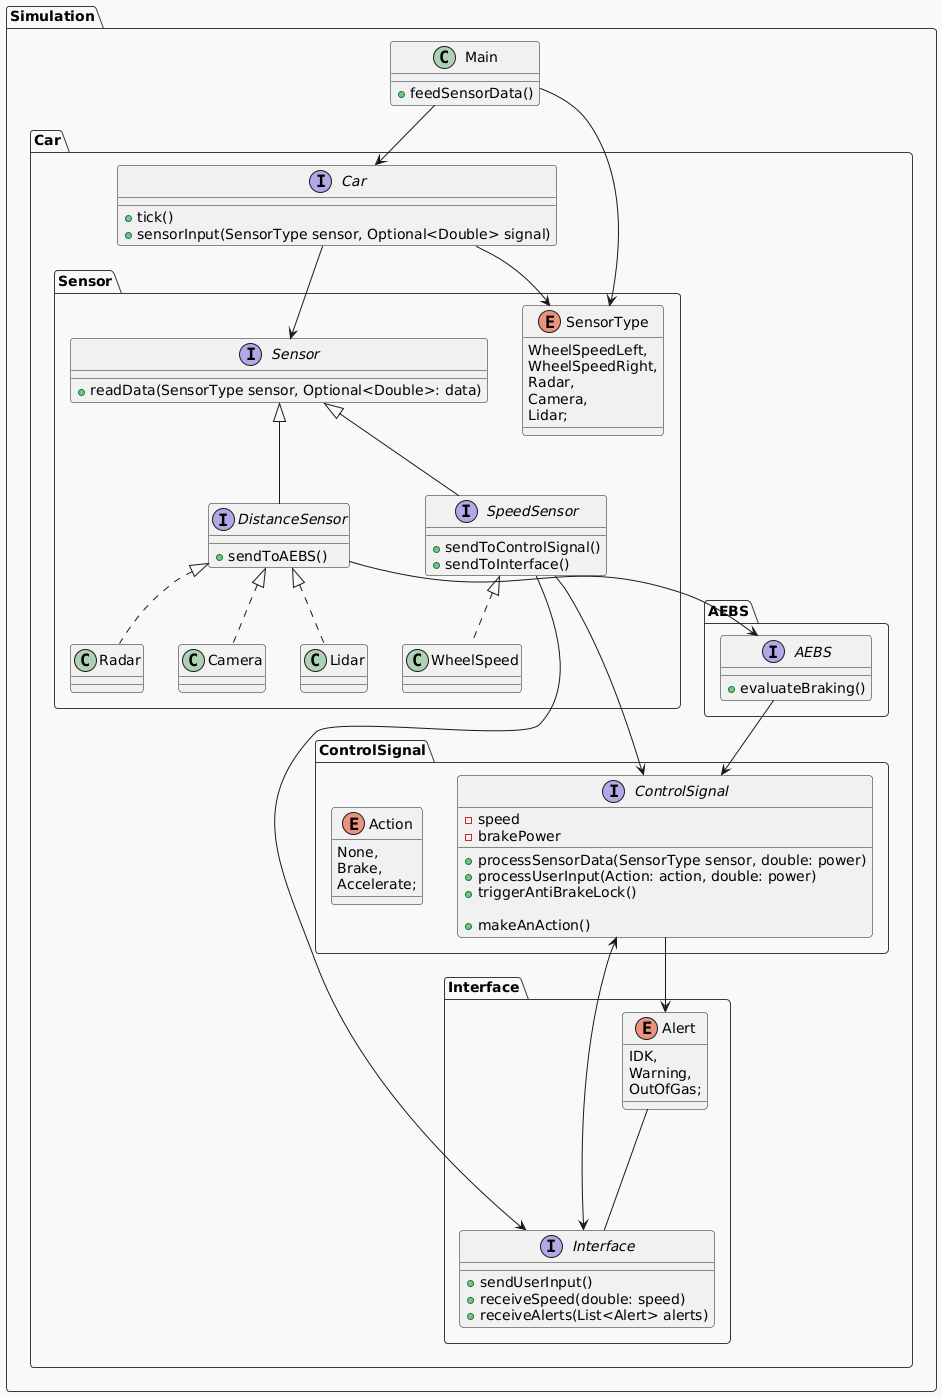 Simulation
C Main
feedSensorData()
Car
I Car
tick()
sensorInput(SensorType sensor, Optional<Double> signal)
Sensor
E SensorType
WheelSpeedLeft,
WheelSpeedRight,
Radar,
Camera,
Lidar;
I Sensor
readData(SensorType sensor, Optional<Double>: data)
I DistanceSensor
sendToAEBS()
I SpeedSensor
sendToControlSignal()
sendToInterface()
C Radar
C Camera
C Lidar
C WheelSpeed
AEBS
I AEBS
evaluateBraking()
ControlSignal
E Action
None,
Brake,
Accelerate;
I ControlSignal
speed
brakePower
processSensorData(SensorType sensor, double: power)
processUserInput(Action: action, double: power)
triggerAntiBrakeLock()
makeAnAction()
Interface
E Alert
IDK,
Warning,
OutOfGas;
I Interface
sendUserInput()
receiveSpeed(double: speed)
receiveAlerts(List<Alert> alerts)